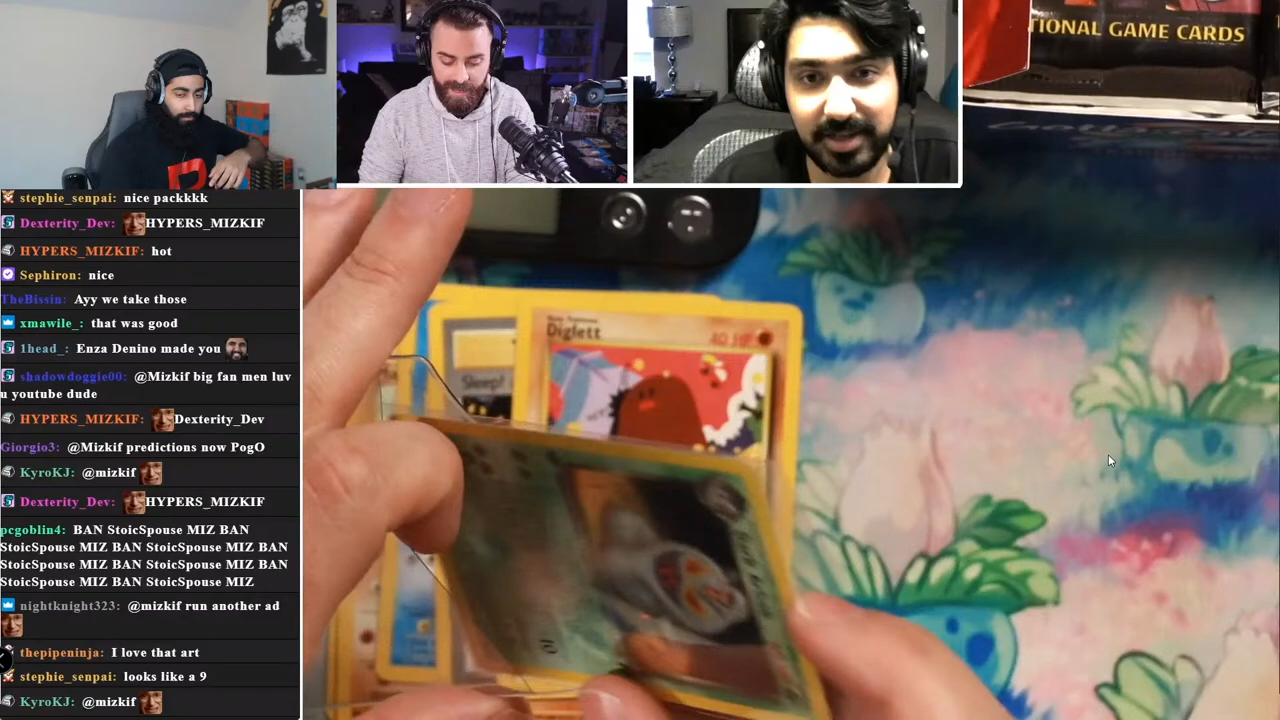 TIONAL GAME CARDS
stephie_senpai: nice packkkk
Dexterity_Dev: HYPERS_MIZKIF
HYPERS_MIZKIF: hot
Sephiron: nice
TheBissin: Ayy we take those
xmawile_: that was good
1head_: Enza Denino made you
shadowdoggie00: @Mizkif big fan men luv
u youtube dude
HYPERS_MIZKIF: Dexterity_Dev
Giorgio3: @Mizkif predictions now PogO
KyroKJ: @mizkif
Dexterity_Dev: HYPERS_MIZKIF
pcgoblin4: BAN StoicSpouse MIZ BAN
StoicSpouse MIZ BAN StoicSpouse MIZ BAN
StoicSpouse MIZ BAN StoicSpouse MIZ BAN
StoicSpouse MIZ BAN StoicSpouse MIZ
nightknight323: @mizkif run another ad
thepipeninja: I love that art
stephie_senpai: looks like a 9
KyroKJ: @mizkif
Diglett 40 HP
Sleep!